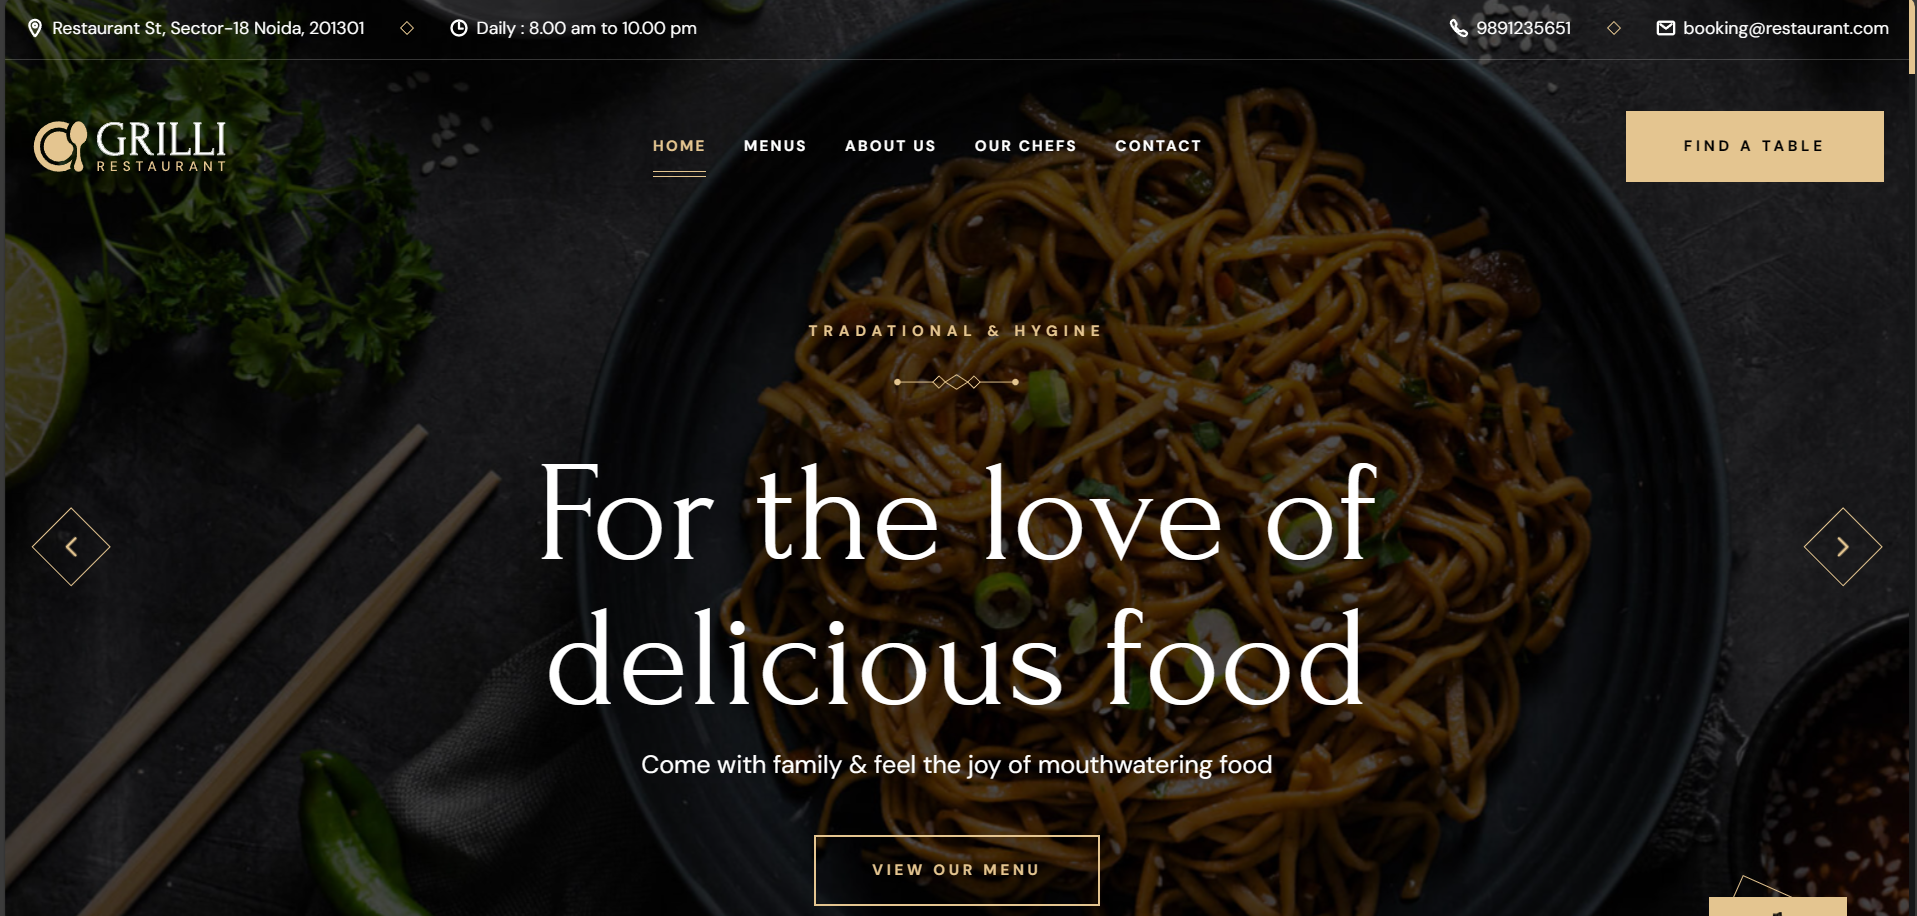 Restaurant St, Sector-18 Noida, 201301
Daily : 8.00 am to 10.00 pm
9891235651
booking@restaurant.com
GRILLI
RESTAURANT
HOME
MENUS
ABOUT US
OUR CHEFS
CONTACT
FIND A TABLE
TRADATIONAL & HYGINE
For the love of
delicious food
Come with family & feel the joy of mouthwatering food
VIEW OUR MENU